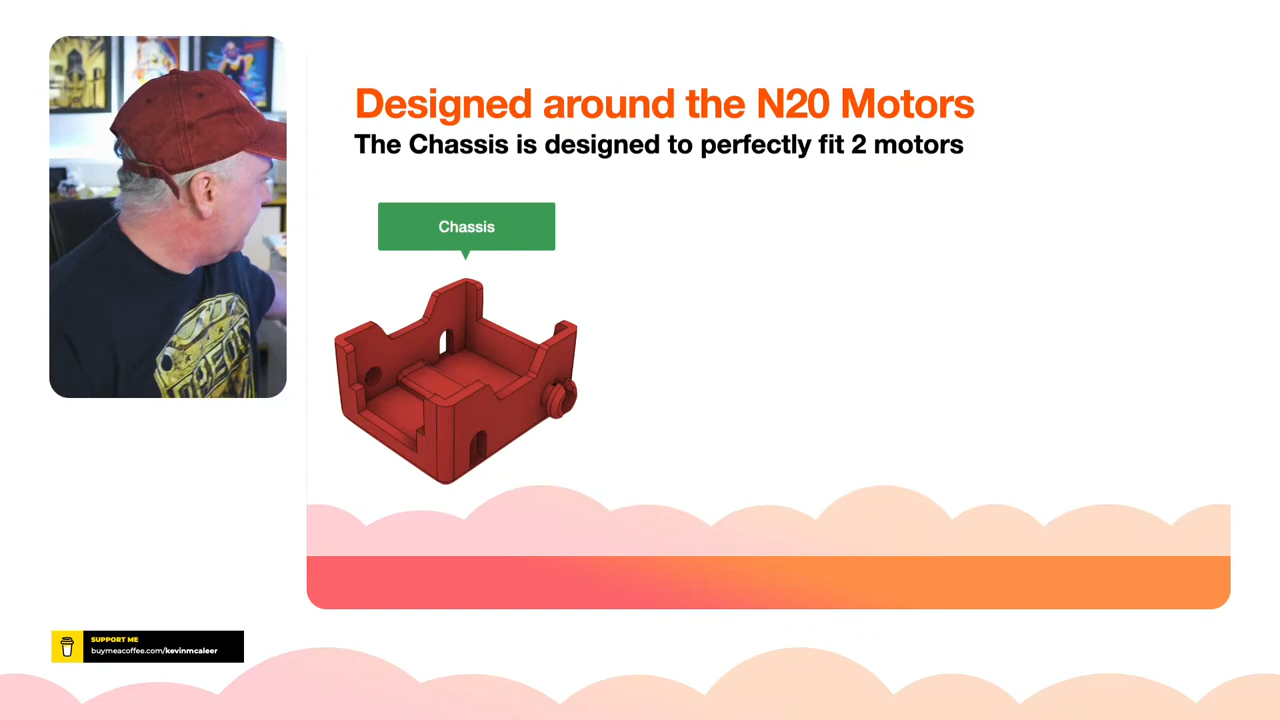 Designed around the N20 Motors
The Chassis is designed to perfectly fit 2 motors
Chassis
SUPPORT ME
buymeacoffee.com/kevinmcaleer